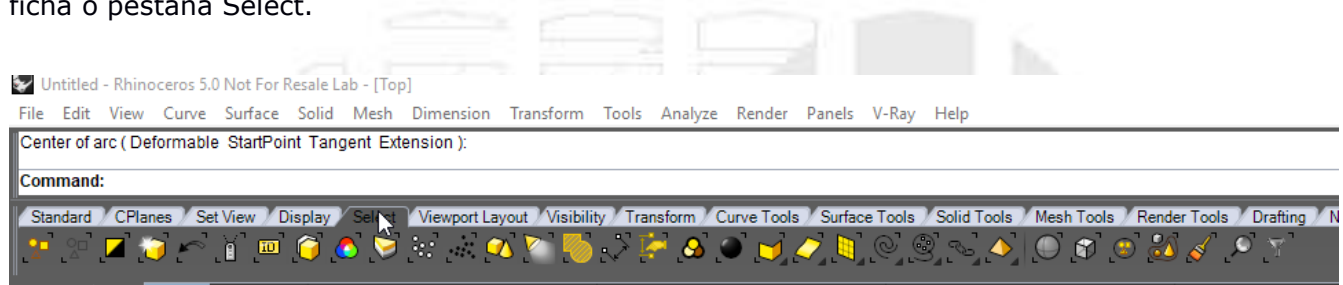 ficha o pestaña Select.
Untitled - Rhinoceros 5.0 Not For Resale Lab - [Top]
File Edit View Curve Surface Solid Mesh Dimension Transform Tools Analyze Render Panels V-Ray Help
Center of arc ( Deformable StartPoint Tangent Extension ):
Command:
Standard CPlanes Set View Display Select Viewport Layout Visibility Transform Curve Tools Surface Tools Solid Tools Mesh Tools Render Tools Drafting N
ID